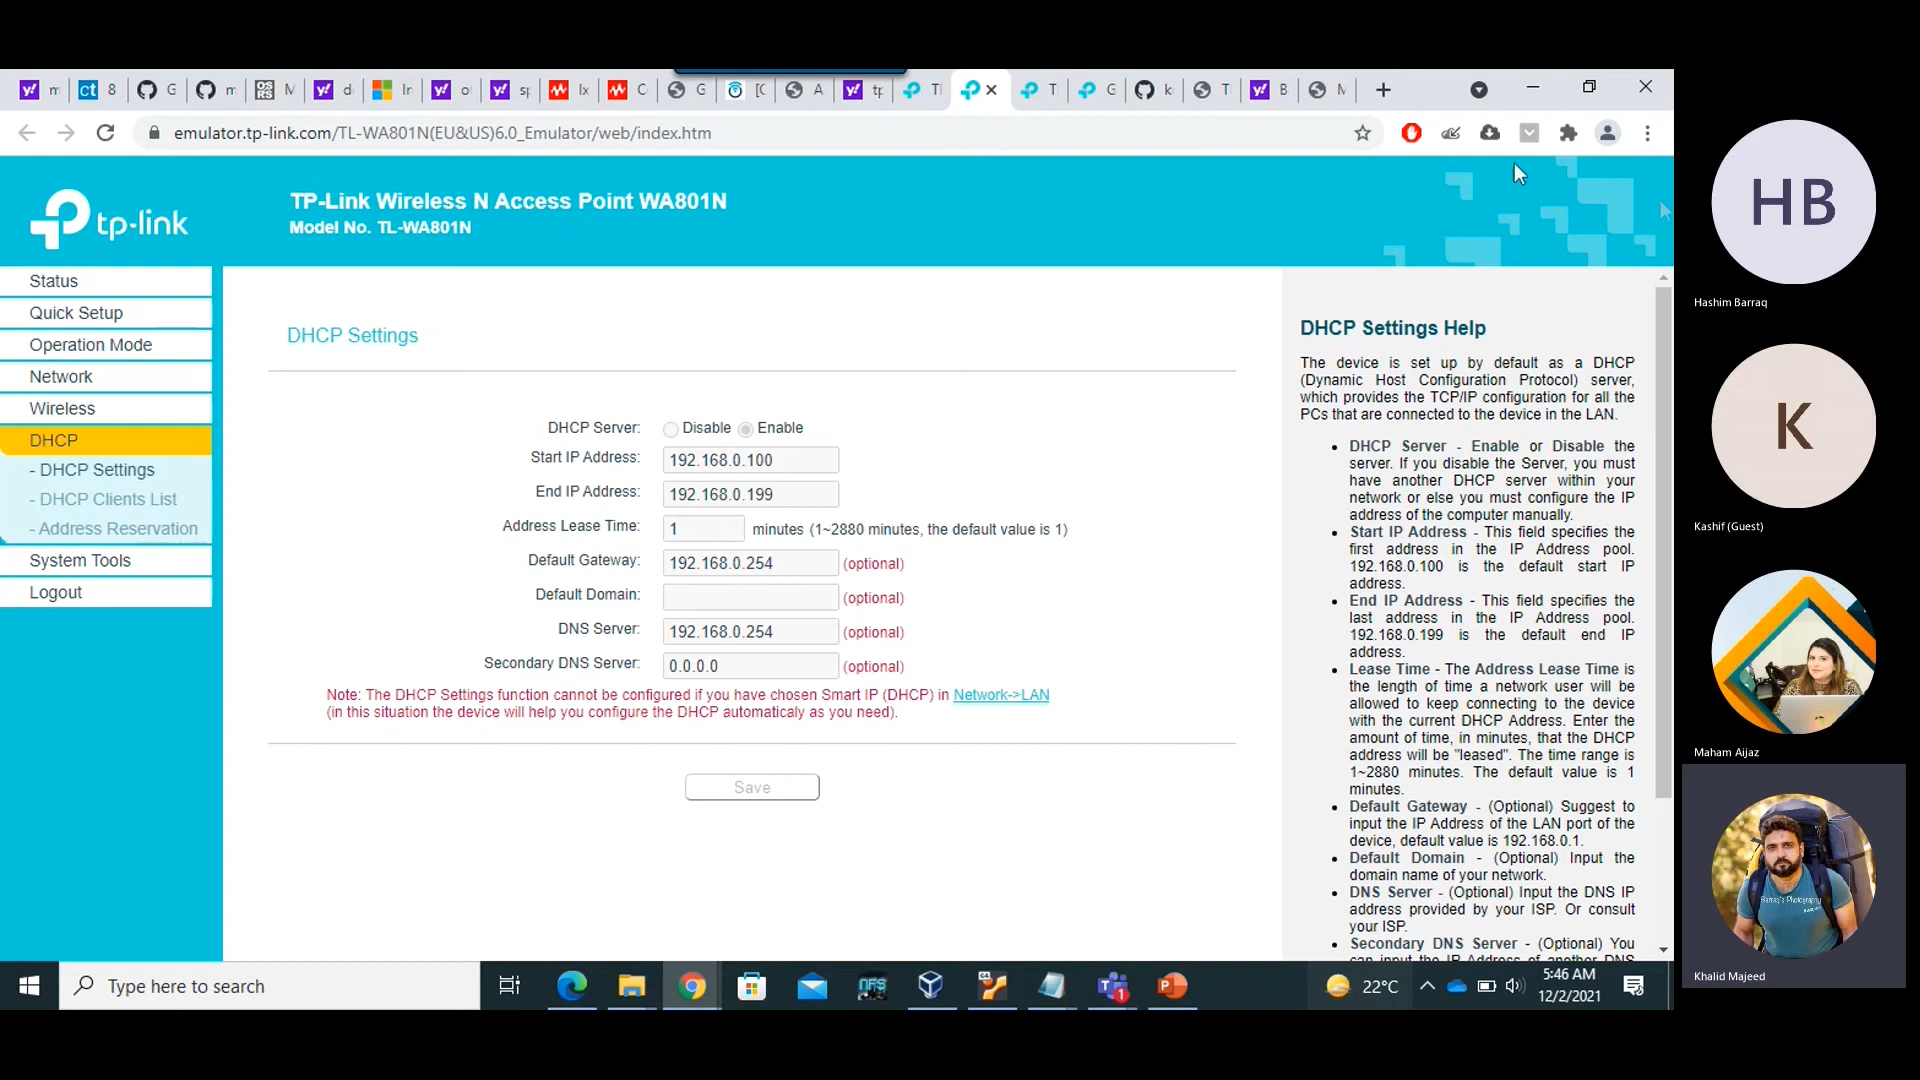 m
8
G
m
M
d
In
o
sp
Ix
C
G
[C
A
tp
TI
T
G
k
T
B
M
emulator.tp-link.com/TL-WA801N(EU&US)6.0_Emulator/web/index.htm
tp-link
TP-Link Wireless N Access Point WA801N
Model No. TL-WA801N
Status
Quick Setup
Operation Mode
Network
Wireless
DHCP
- DHCP Settings
- DHCP Clients List
- Address Reservation
System Tools
Logout
DHCP Settings
DHCP Server: Disable Enable
Start IP Address: 192.168.0.100
End IP Address: 192.168.0.199
Address Lease Time: 1 minutes (1~2880 minutes, the default value is 1)
Default Gateway: 192.168.0.254 (optional)
Default Domain: (optional)
DNS Server: 192.168.0.254 (optional)
Secondary DNS Server: 0.0.0.0 (optional)
Note: The DHCP Settings function cannot be configured if you have chosen Smart IP (DHCP) in Network->LAN
(in this situation the device will help you configure the DHCP automaticaly as you need).
Save
DHCP Settings Help
The device is set up by default as a DHCP
(Dynamic Host Configuration Protocol) server,
which provides the TCP/IP configuration for all the
PCs that are connected to the device in the LAN.
• DHCP Server - Enable or Disable the
server. If you disable the Server, you must
have another DHCP server within your
network or else you must configure the IP
address of the computer manually.
• Start IP Address - This field specifies the
first address in the IP Address pool.
192.168.0.100 is the default start IP
address.
• End IP Address - This field specifies the
last address in the IP Address pool.
192.168.0.199 is the default end IP
address.
• Lease Time - The Address Lease Time is
the length of time a network user will be
allowed to keep connecting to the device
with the current DHCP Address. Enter the
amount of time, in minutes, that the DHCP
address will be "leased". The time range is
1~2880 minutes. The default value is 1
minutes.
• Default Gateway - (Optional) Suggest to
input the IP Address of the LAN port of the
device, default value is 192.168.0.1.
• Default Domain - (Optional) Input the
domain name of your network.
• DNS Server - (Optional) Input the DNS IP
address provided by your ISP. Or consult
your ISP.
• Secondary DNS Server - (Optional) You
can input the IP Address of another DNS
Type here to search
22°C
5:46 AM
12/2/2021
HB
Hashim Barraq
K
Kashif (Guest)
Maham Aijaz
Barraq's Photography
Khalid Majeed